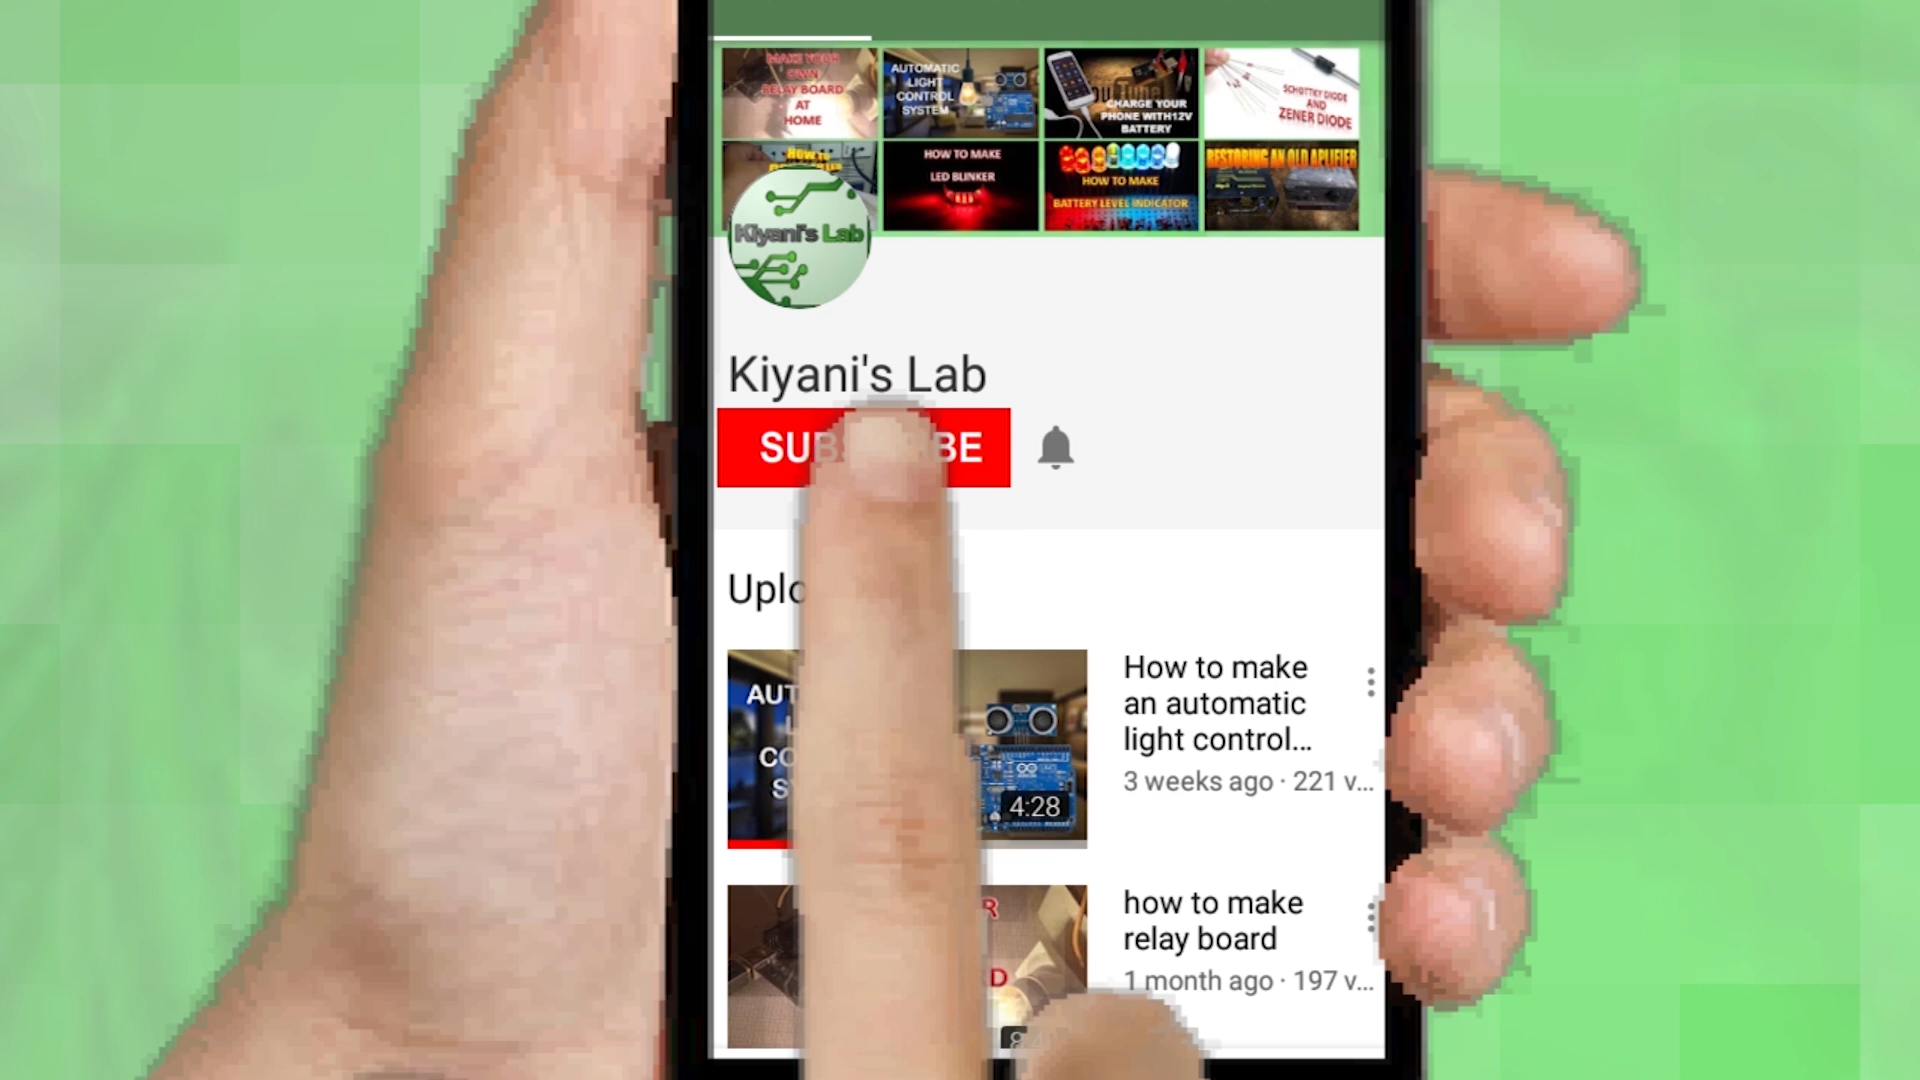 MAKE YOUR
OWN
RELAY BOARD
AT
HOME
AUTOMATIC
LIGHT
CONTROL
SYSTEM
CHARGE YOUR
PHONE WITH12V
BATTERY
SCHOTTKY DIODE
AND
ZENER DIODE
HOW TO
HOW TO MAKE
LED BLINKER
HOW TO MAKE
BATTERY LEVEL INDICATOR
RESTORING AN OLD APLIFIER
Kiyani's Lab
Kiyani's Lab
SUBSCRIBE
Uplo
AUT
CO
S
4:28
How to make
an automatic
light control...
3 weeks ago · 221 v...
R
D
how to make
relay board
1 month ago · 197 v...